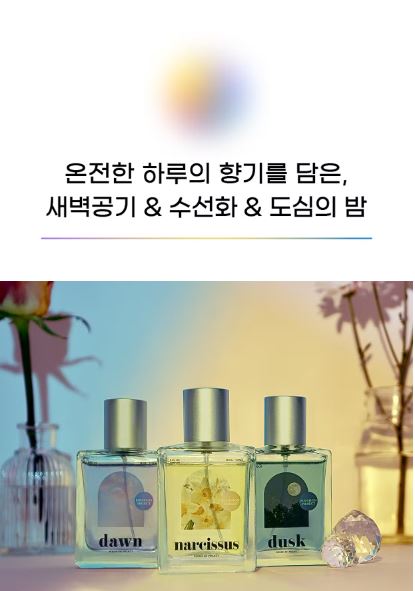 온전한 하루의 향기를 담은,
새벽공기 & 수선화 & 도심의 밤
dawn
narcissus
dusk